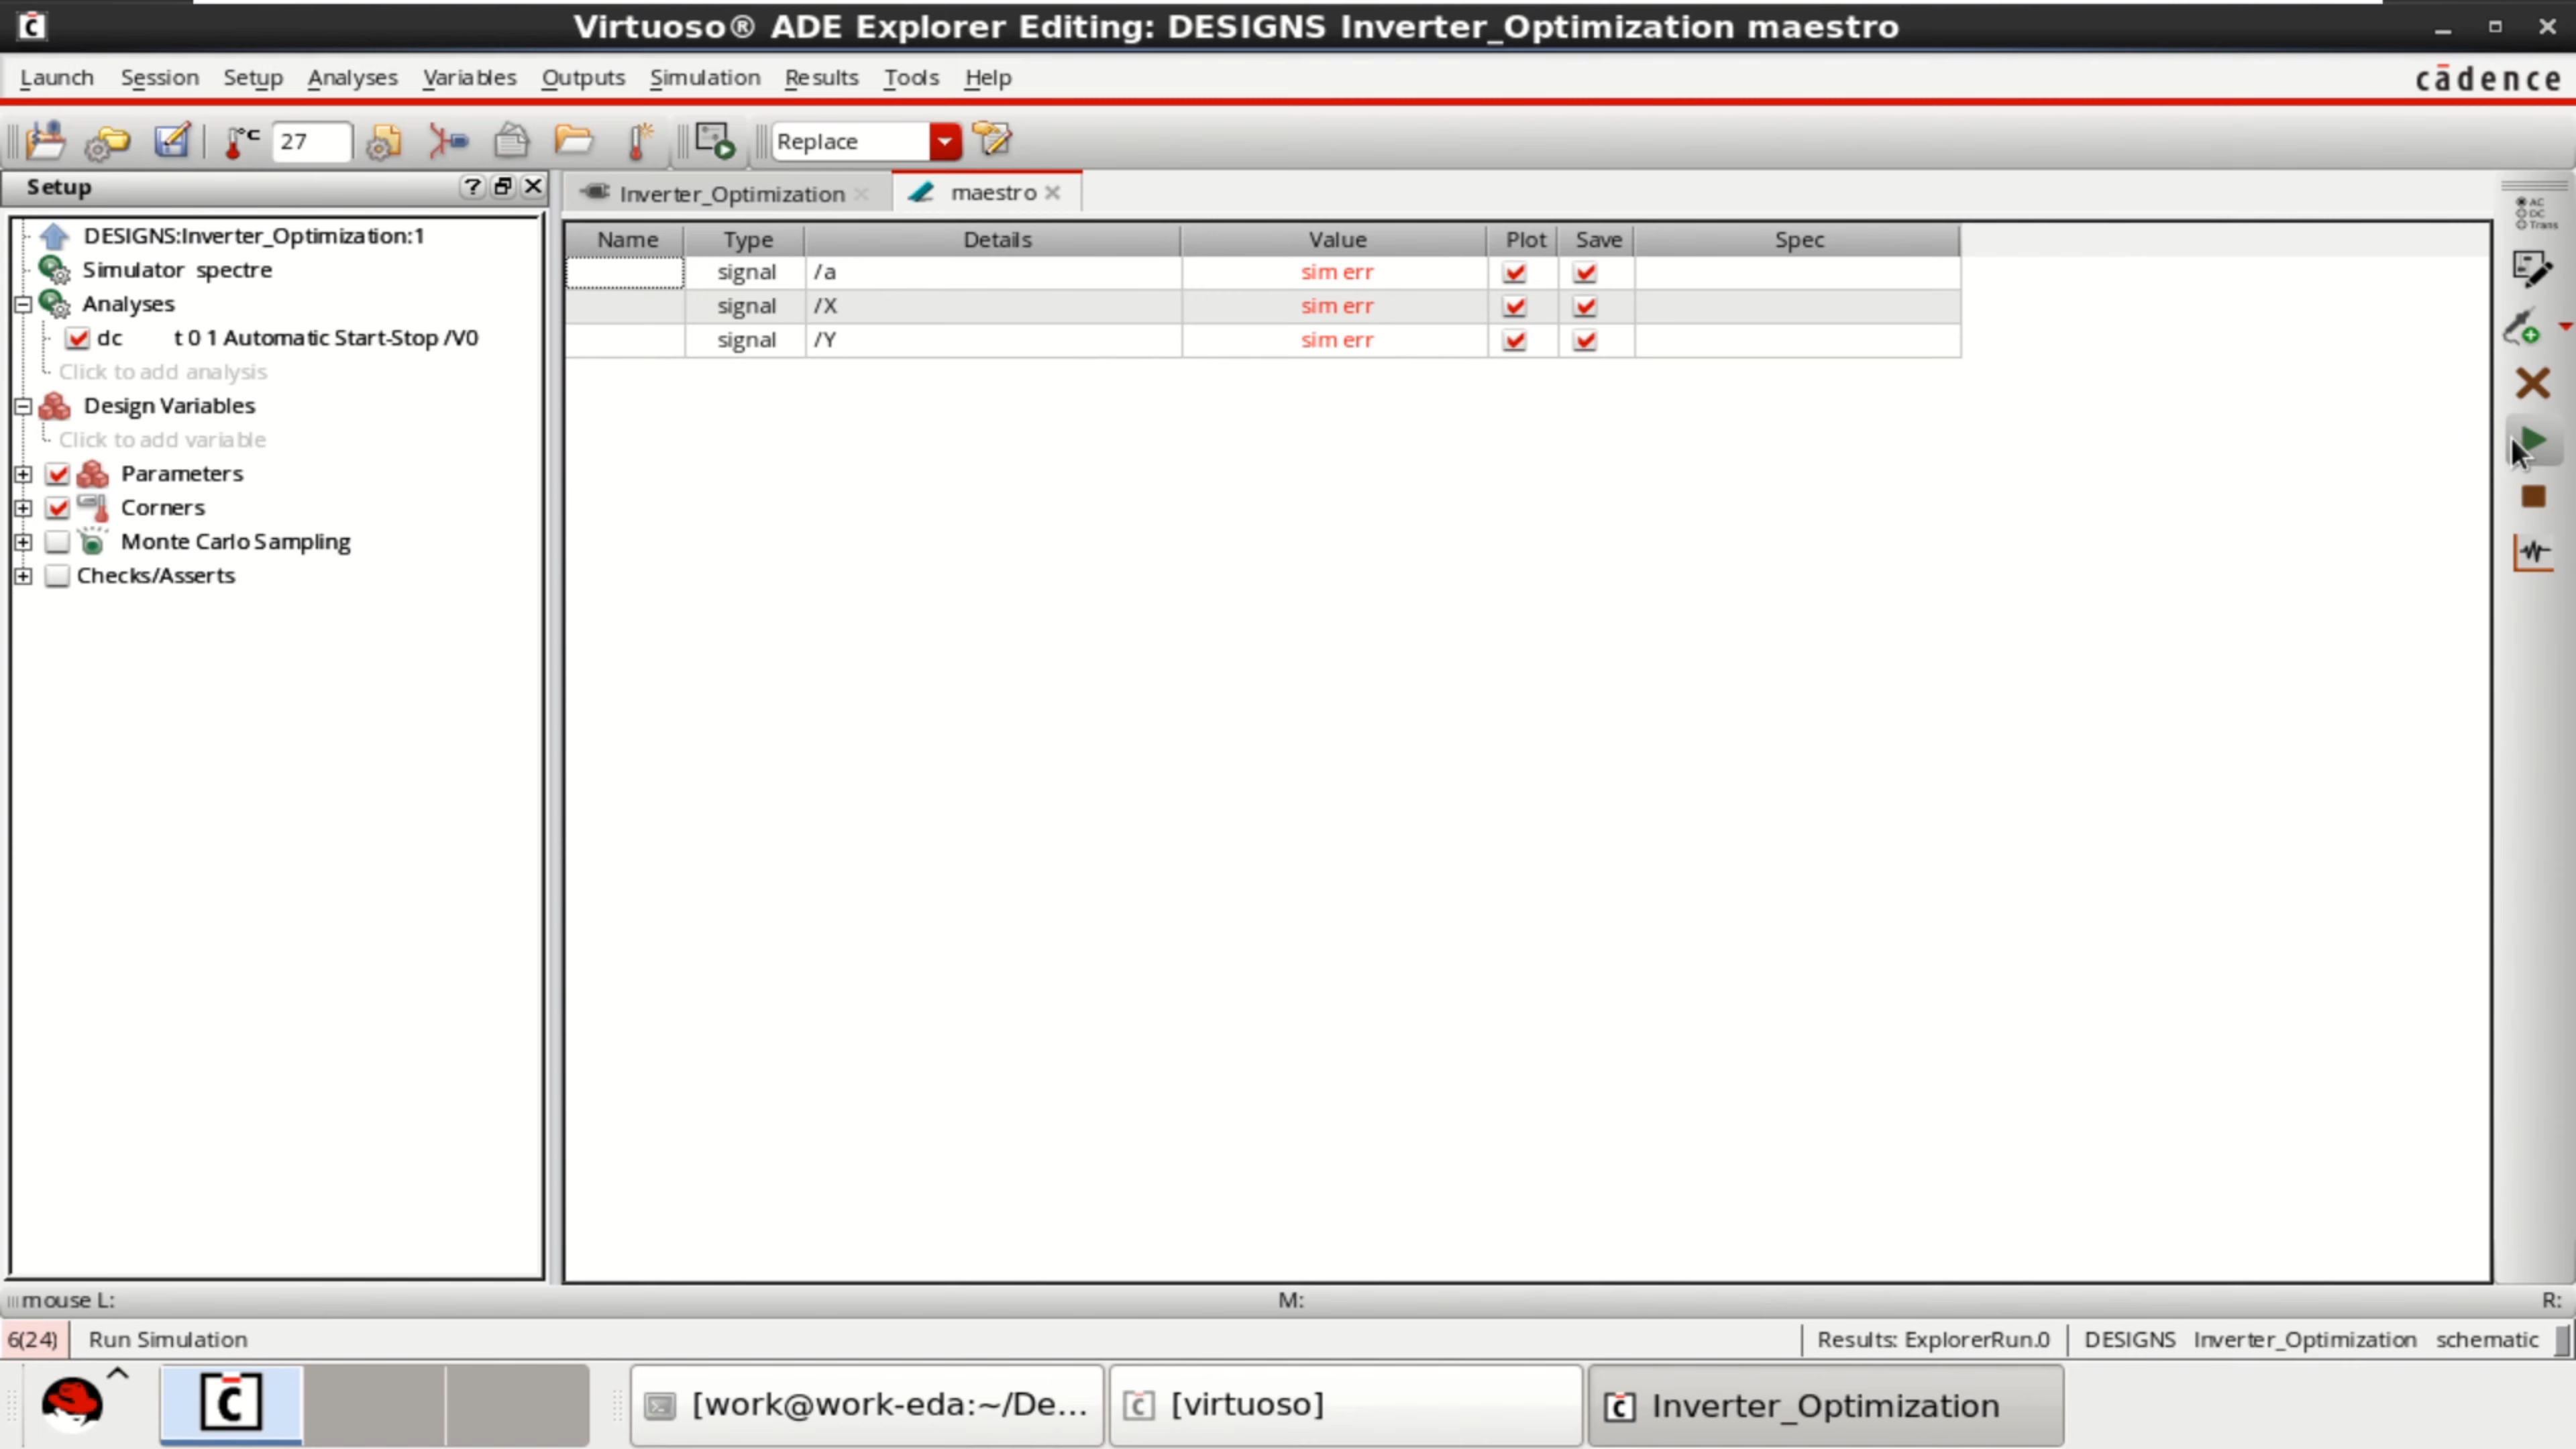 Virtuoso® ADE Explorer Editing: DESIGNS Inverter_Optimization maestro
Launch Session Setup Analyses Variables Outputs Simulation Results Tools Help
cādence
27
Replace
Setup
Inverter_Optimization maestro
DESIGNS:Inverter_Optimization:1
Simulator spectre
Analyses
dc t 0 1 Automatic Start-Stop /V0
Click to add analysis
Design Variables
Click to add variable
Parameters
Corners
Monte Carlo Sampling
Checks/Asserts
Name Type Details Value Plot Save Spec
signal /a sim err
signal /X sim err
signal /Y sim err
AC
DC
Trans
mouse L: M: R:
6(24) Run Simulation Results: ExplorerRun.0 DESIGNS Inverter_Optimization schematic
[work@work-eda:~/De... [virtuoso] Inverter_Optimization